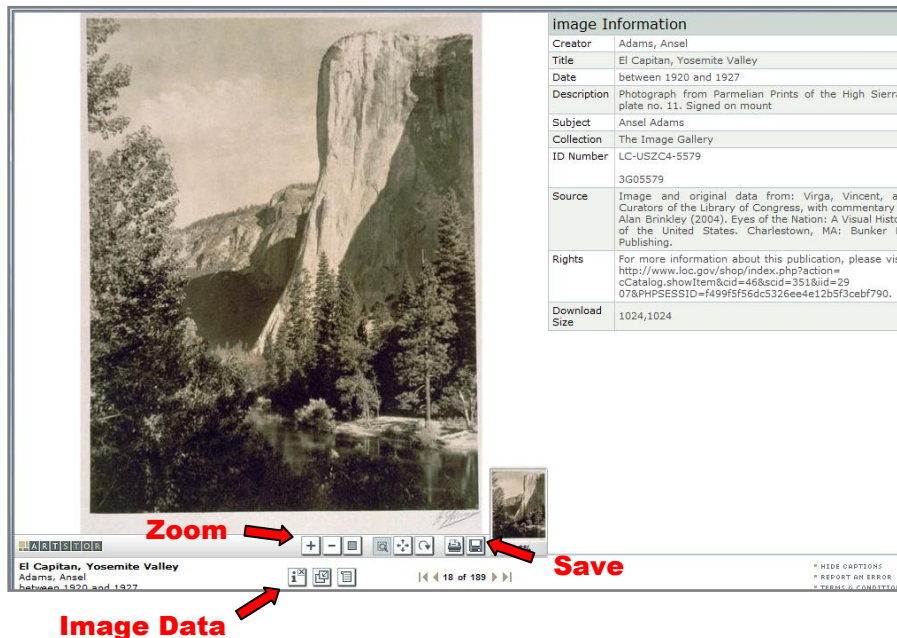 image Information
Creator Adams, Ansel
Title El Capitan, Yosemite Valley
Date between 1920 and 1927
Description Photograph from Parmelian Prints of the High Sierra
plate no. 11. Signed on mount
Subject Ansel Adams
Collection The Image Gallery
ID Number LC-USZC4-5579
3G05579
Source Image and original data from: Virga, Vincent,
Curators of the Library of Congress, with commentary
Alan Brinkley (2004). Eyes of the Nation: A Visual
of the United States. Charlestown, MA: Bunker
Publishing.
Rights For more information about this publication, please
http://www.loc.gov/shop/index.php?action=
cCatalog.showItem&cid=46&scid=351&iid=29
07&PHPSESSID=f499f5f56dc5326ee4e12b5f3cebf790.
Download
Size 1024,1024
Zoom
ARTSTOR
Save
El Capitan, Yosemite Valley
Adams, Ansel
between 1920 and 1927
18 of 189
HIDE CAPTIONS
REPORT AN ERROR
TERMS & CONDITIO
Image Data